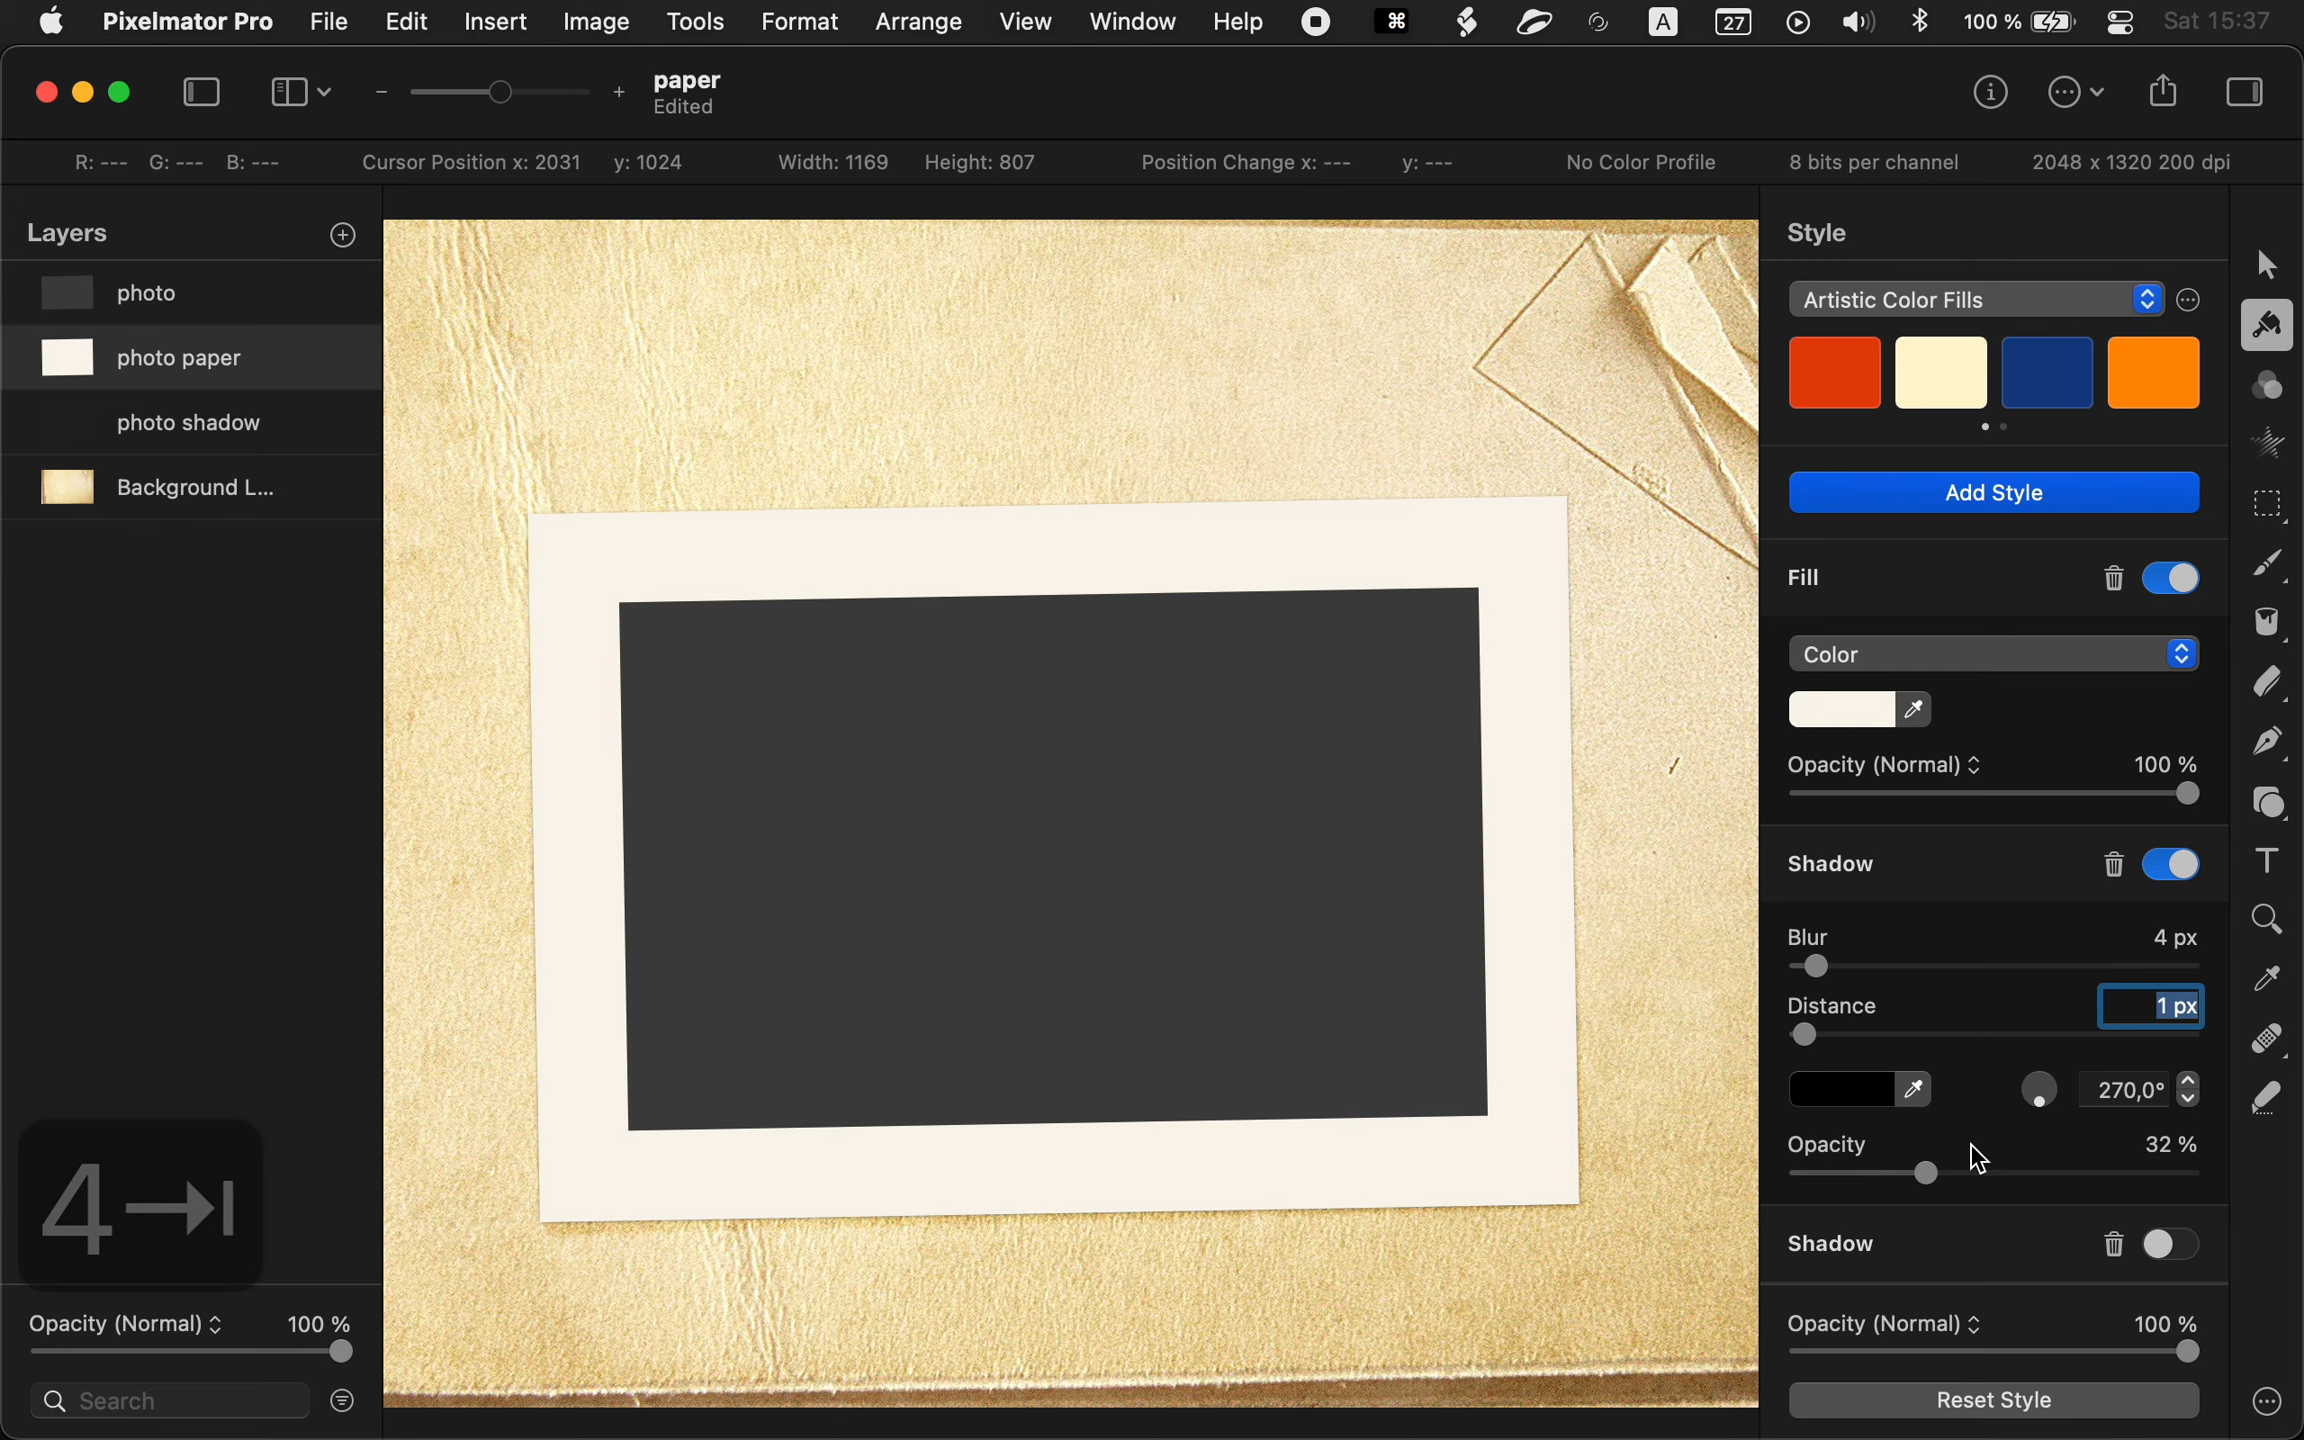 Pixelmator Pro File Edit Insert Image Tools Format Arrange View Window Help ⌘ A 27 100 % Sat 15:37
paper
Edited
R: --- G: --- B: --- Cursor Position x: 2031 y: 1024 Width: 1169 Height: 807 Position Change x: --- y: --- No Color Profile 8 bits per channel 2048 x 1320 200 dpi
Layers
photo
photo paper
photo shadow
Background L...
4⇥
Opacity (Normal) 100 %
Search
Style
Artistic Color Fills
Add Style
Fill
Color
Opacity (Normal) 100 %
Shadow
Blur 4 px
Distance 1 px
270,0°
Opacity 32 %
Shadow
Opacity (Normal) 100 %
Reset Style